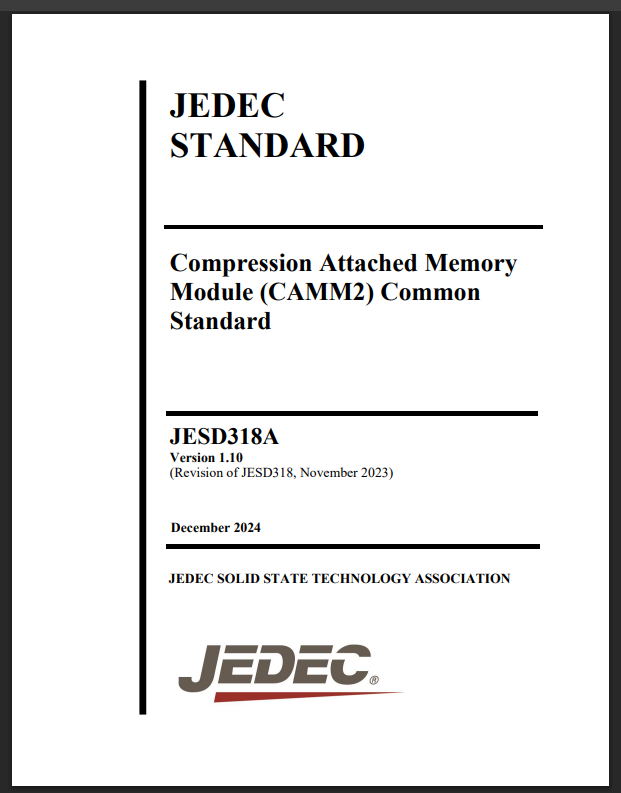 JEDEC
STANDARD
Compression Attached Memory
Module (CAMM2) Common
Standard
JESD318A
Version 1.10
(Revision of JESD318, November 2023)
December 2024
JEDEC SOLID STATE TECHNOLOGY ASSOCIATION
JEDEC®